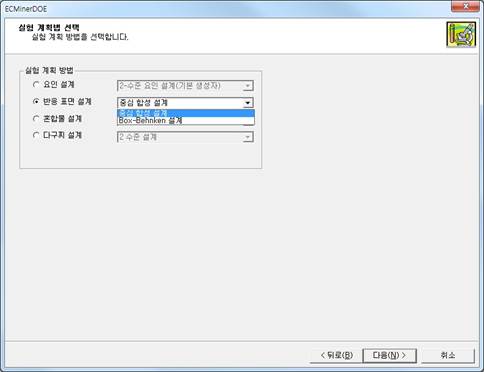 ECMinerDOE
실험 계획법 선택
실험 계획 방법을 선택합니다.
실험 계획 방법
요인 설계
2-수준 요인 설계(기본 생성자)
반응 표면 설계
중심 합성 설계
중심 합성 설계
Box-Behnken 설계
혼합물 설계
다구찌 설계
2 수준 설계
< 뒤로(B)
다음(N) >
취소